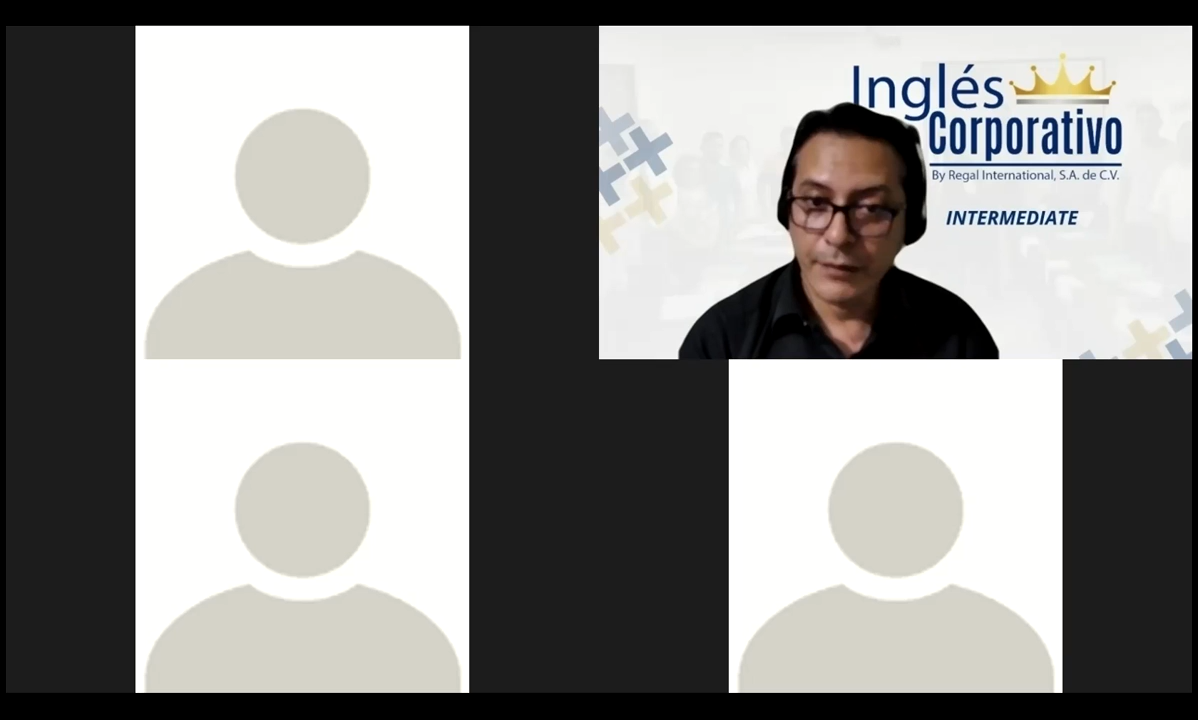 Inglés
Corporativo
By Regal International, S.A. de C.V.
INTERMEDIATE